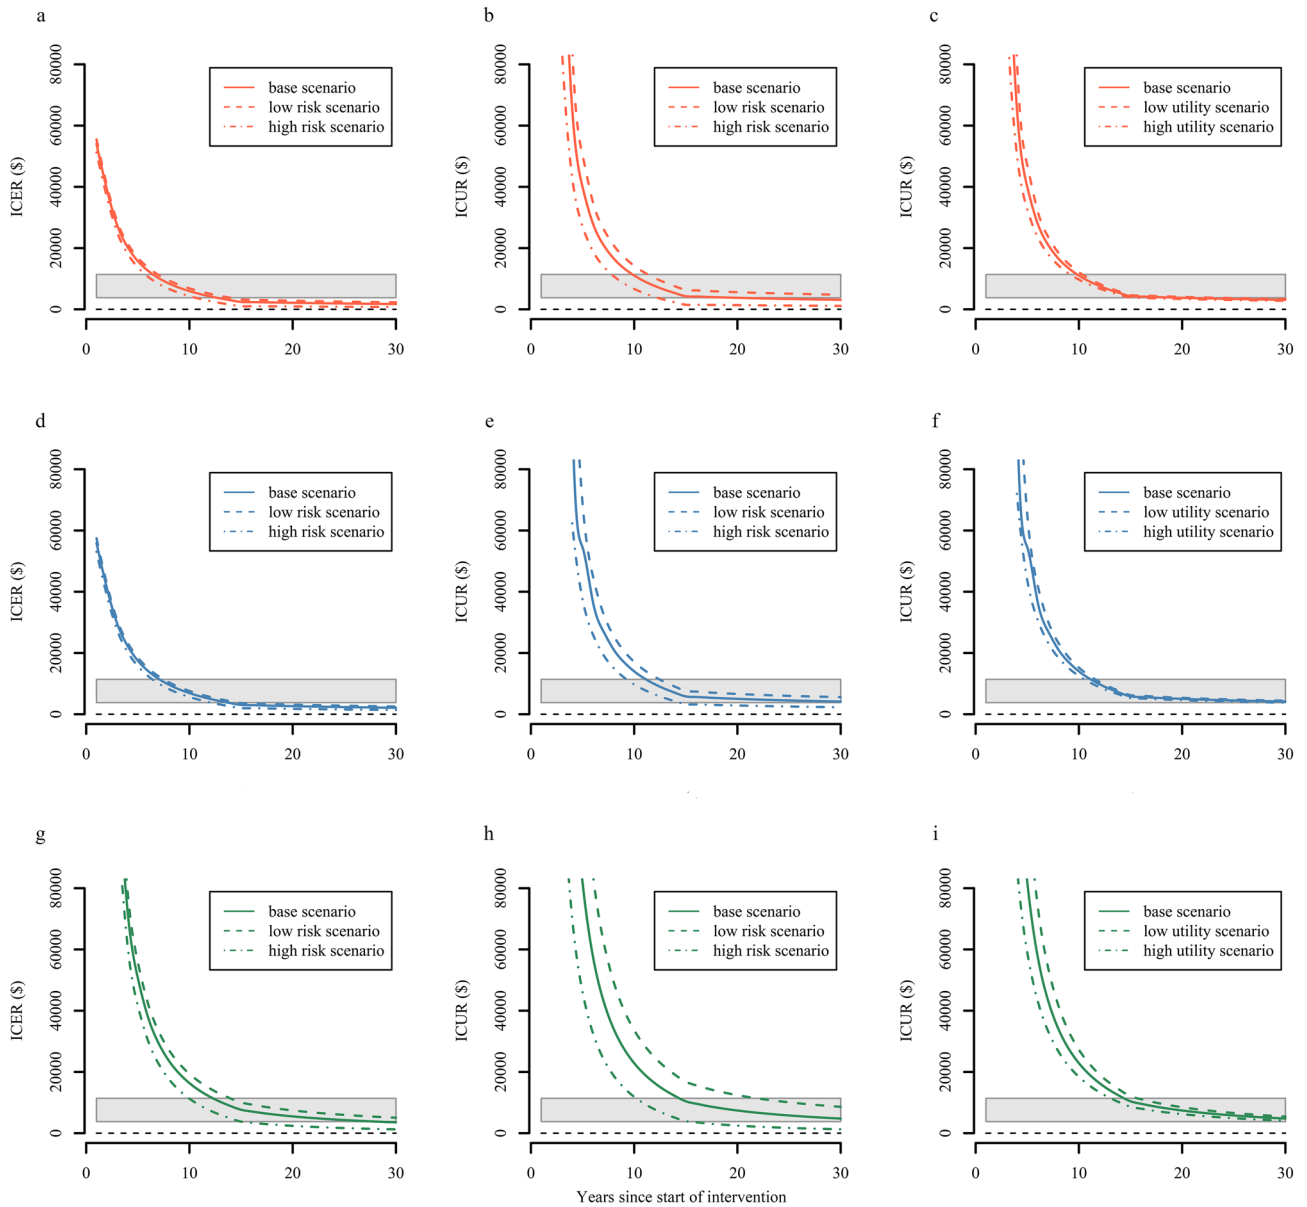 a
ICER ($)
80000
60000
40000
20000
0
base scenario
low risk scenario
high risk scenario
0 10 20 30
b
ICUR ($)
80000
60000
40000
20000
0
base scenario
low risk scenario
high risk scenario
0 10 20 30
c
ICUR ($)
80000
60000
40000
20000
0
base scenario
low utility scenario
high utility scenario
0 10 20 30
d
ICER ($)
80000
60000
40000
20000
0
base scenario
low risk scenario
high risk scenario
0 10 20 30
e
ICUR ($)
80000
60000
40000
20000
0
base scenario
low risk scenario
high risk scenario
0 10 20 30
f
ICUR ($)
80000
60000
40000
20000
0
base scenario
low utility scenario
high utility scenario
0 10 20 30
g
ICER ($)
80000
60000
40000
20000
0
base scenario
low risk scenario
high risk scenario
0 10 20 30
h
ICUR ($)
80000
60000
40000
20000
0
base scenario
low risk scenario
high risk scenario
0 10 20 30
Years since start of intervention
i
ICUR ($)
80000
60000
40000
20000
0
base scenario
low utility scenario
high utility scenario
0 10 20 30